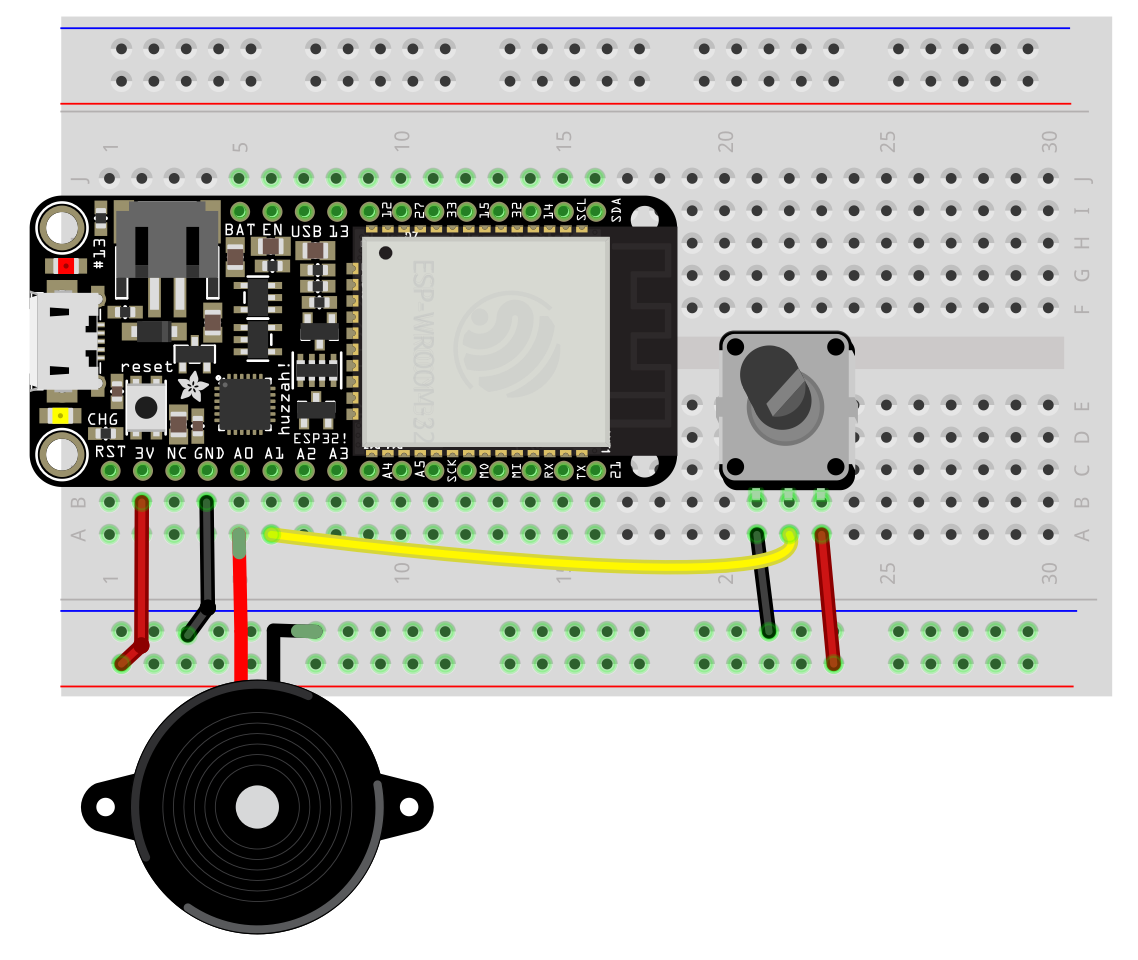 1 5 10 15 20 25 30
J J
I
H
G
F
#13
BAT EN USB 13 12 27 33 15 32 14 SCL SDA
ESP-WROOM-32
reset
huzzah!
CHG
ESP32!
RST 3V NC GND A0 A1 A2 A3 A4 A5 SCK MO MI RX TX 21
E
D
C
B B
A A
1 10 15 20 25 30